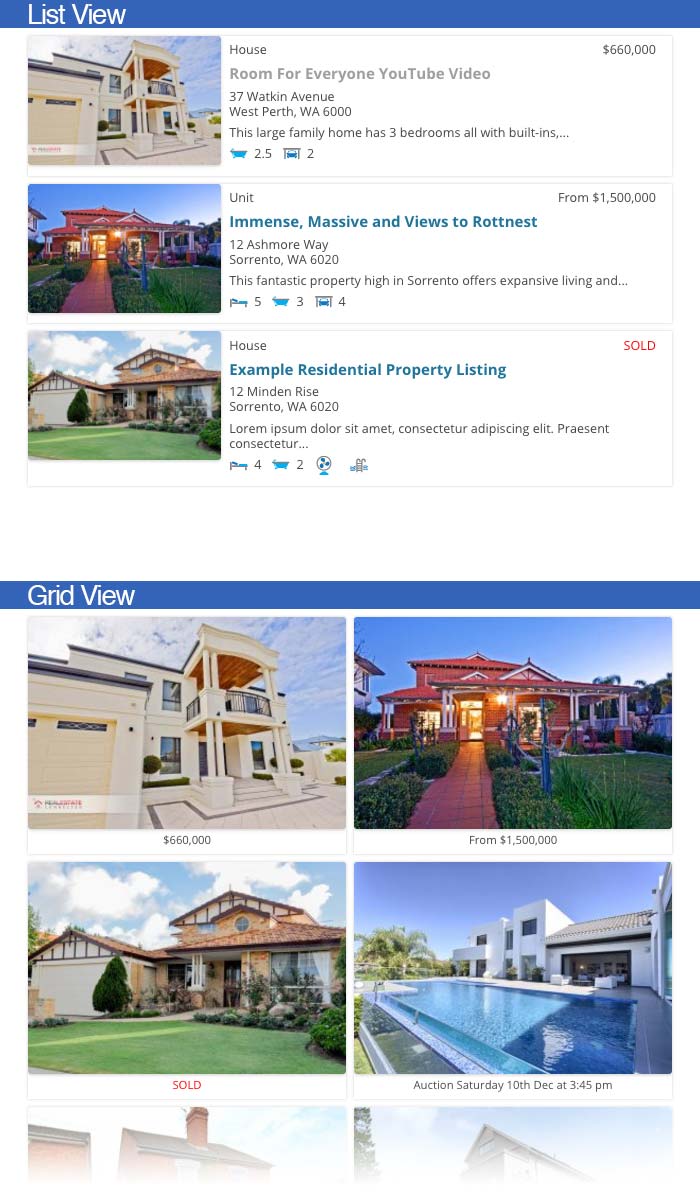 List View
House
$660,000
Room For Everyone YouTube Video
37 Watkin Avenue
West Perth, WA 6000
This large family home has 3 bedrooms all with built-ins,...
2.5 2
Unit
From $1,500,000
Immense, Massive and Views to Rottnest
12 Ashmore Way
Sorrento, WA 6020
This fantastic property high in Sorrento offers expansive living and...
5 3 4
House
SOLD
Example Residential Property Listing
12 Minden Rise
Sorrento, WA 6020
Lorem ipsum dolor sit amet, consectetur adipiscing elit. Praesent
consectetur...
4 2
Grid View
REALESTATE
$660,000
From $1,500,000
SOLD
Auction Saturday 10th Dec at 3:45 pm